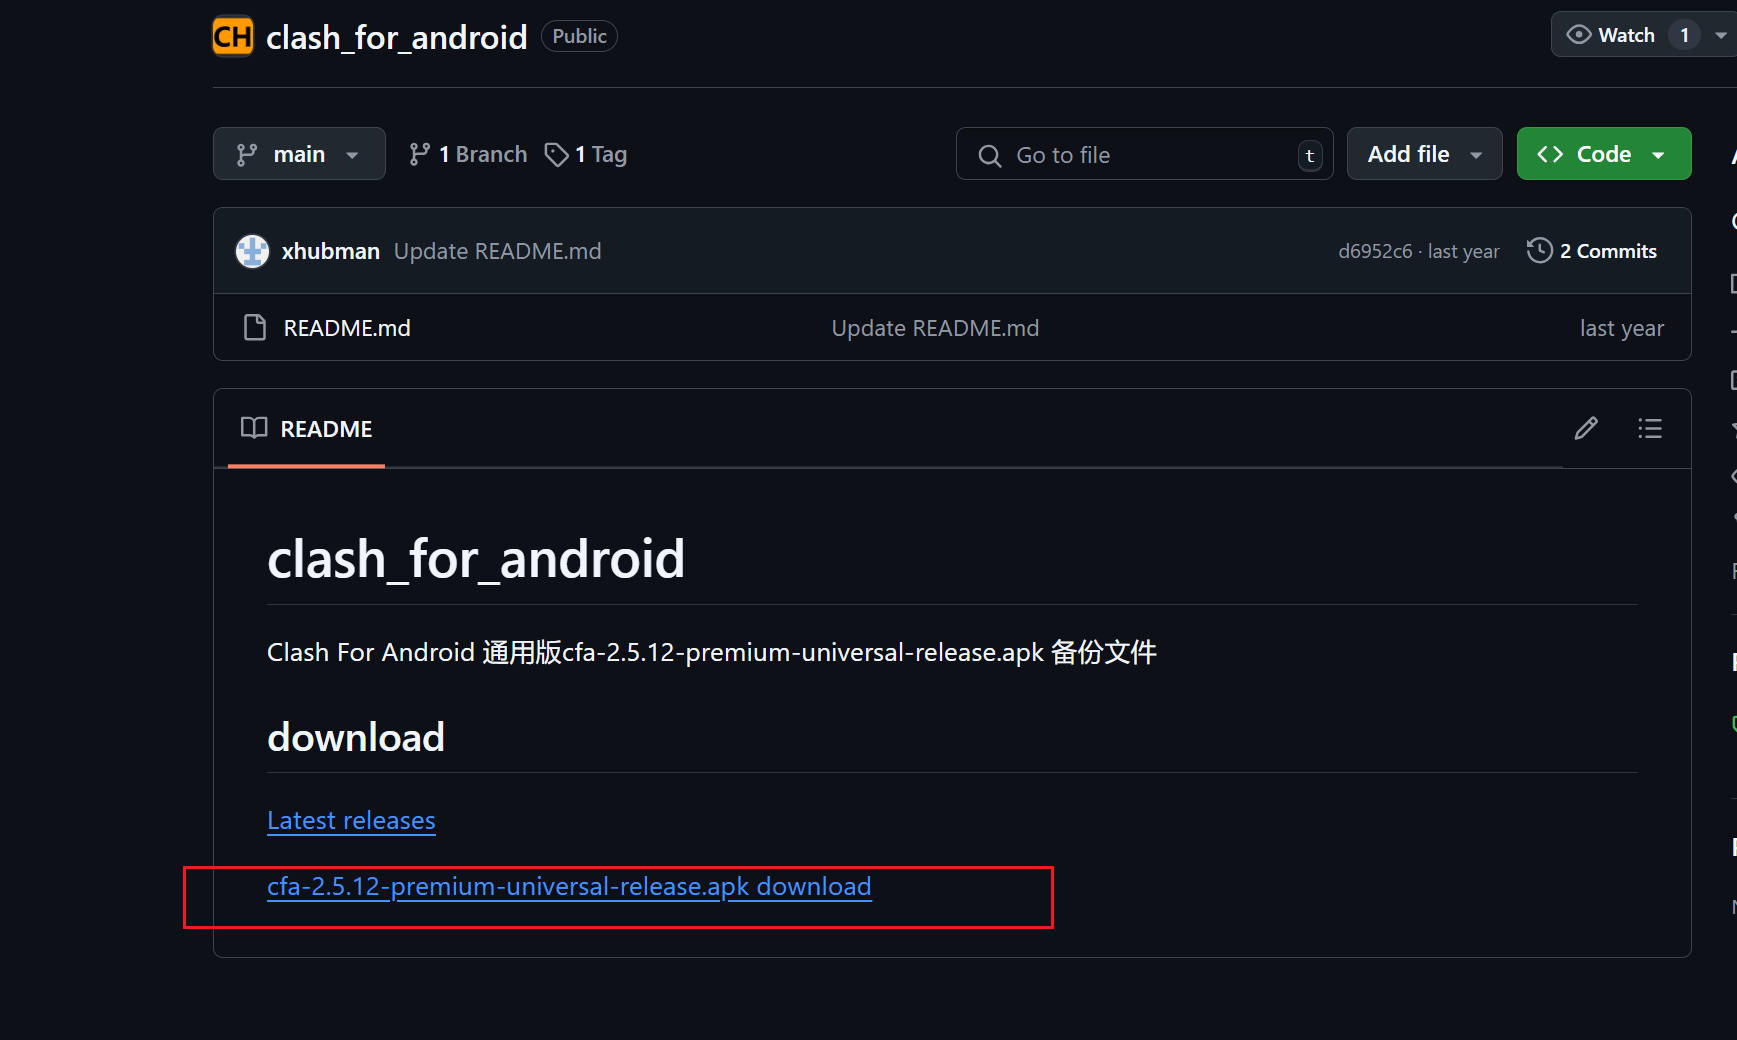 CH clash_for_android Public
Watch 1
main 1 Branch 1 Tag Go to file t Add file Code
xhubman Update README.md d6952c6 · last year 2 Commits
README.md Update README.md last year
README
clash_for_android
Clash For Android 通用版cfa-2.5.12-premium-universal-release.apk 备份文件
download
Latest releases
cfa-2.5.12-premium-universal-release.apk download